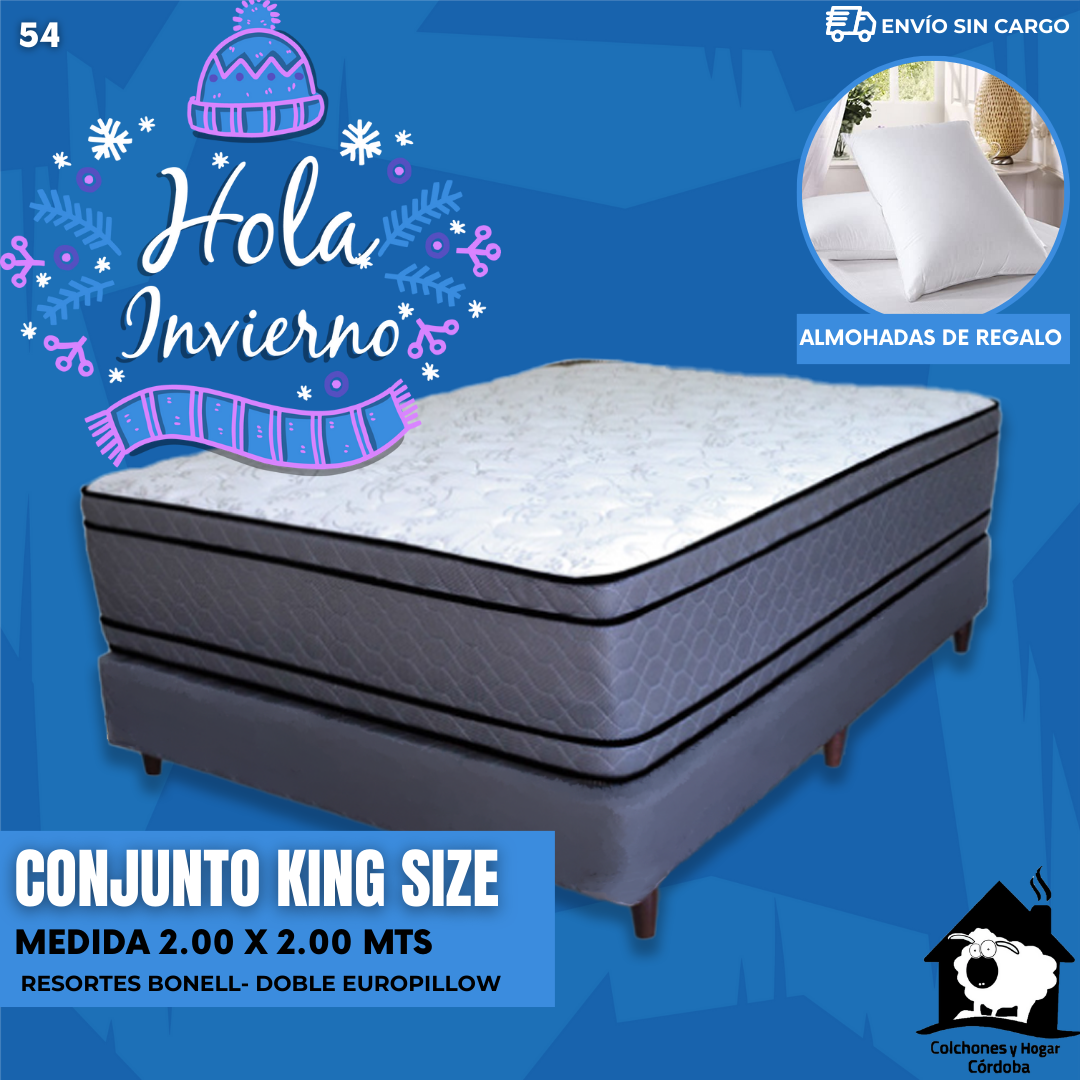 54
ENVÍO SIN CARGO
Hola
Invierno
ALMOHADAS DE REGALO
CONJUNTO KING SIZE
MEDIDA 2.00 X 2.00 MTS
RESORTES BONELL- DOBLE EUROPILLOW
Colchones y Hogar
Córdoba